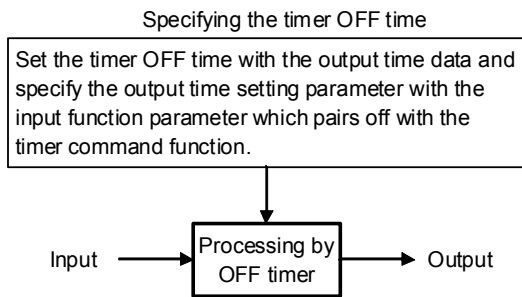 Specifying the timer OFF time
Set the timer OFF time with the output time data and
specify the output time setting parameter with the
input function parameter which pairs off with the
timer command function.
Input
Processing by
OFF timer
Output